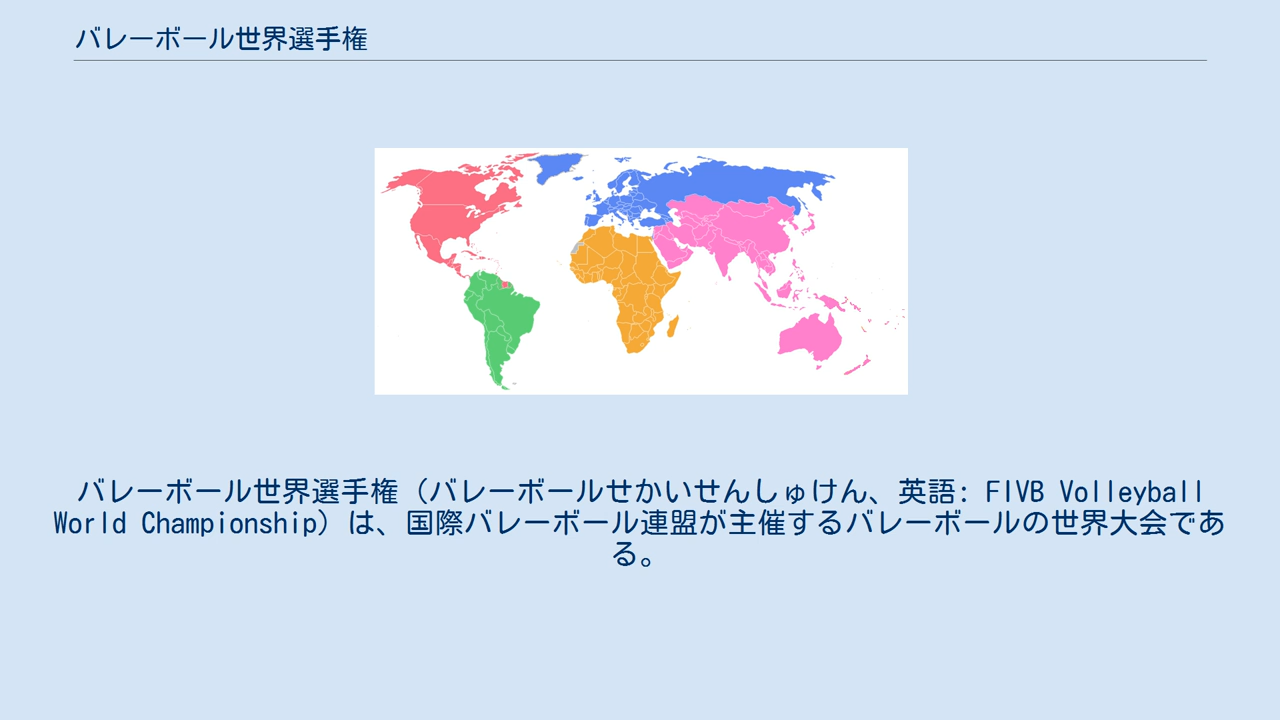 バレーボール世界選手権
バレーボール世界選手権（バレーボールせかいせんしゅけん、英語: FIVB Volleyball
World Championship）は、国際バレーボール連盟が主催するバレーボールの世界大会であ
る。